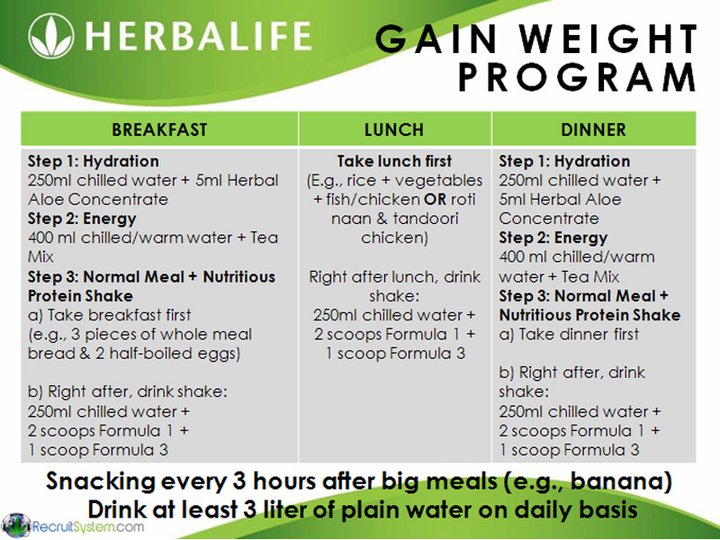 HERBALIFE
GAIN WEIGHT
PROGRAM
BREAKFAST
Step 1: Hydration
250ml chilled water + 5ml Herbal
Aloe Concentrate
Step 2: Energy
400 ml chilled/warm water + Tea
Mix
Step 3: Normal Meal + Nutritious
Protein Shake
a) Take breakfast first
(e.g., 3 pieces of whole meal
bread & 2 half-boiled eggs)
b) Right after, drink shake:
250ml chilled water +
2 scoops Formula 1 +
1 scoop Formula 3
LUNCH
Take lunch first
(E.g., rice + vegetables
+ fish/chicken OR roti
naan & tandoori
chicken)
Right after lunch, drink
shake:
250ml chilled water +
2 scoops Formula 1 +
1 scoop Formula 3
DINNER
Step 1: Hydration
250ml chilled water +
5ml Herbal Aloe
Concentrate
Step 2: Energy
400 ml chilled/warm
water + Tea Mix
Step 3: Normal Meal +
Nutritious Protein Shake
a) Take dinner first
b) Right after, drink
shake:
250ml chilled water +
2 scoops Formula 1 +
1 scoop Formula 3
Snacking every 3 hours after big meals (e.g., banana)
Drink at least 3 liter of plain water on daily basis
RecruitSystem.com